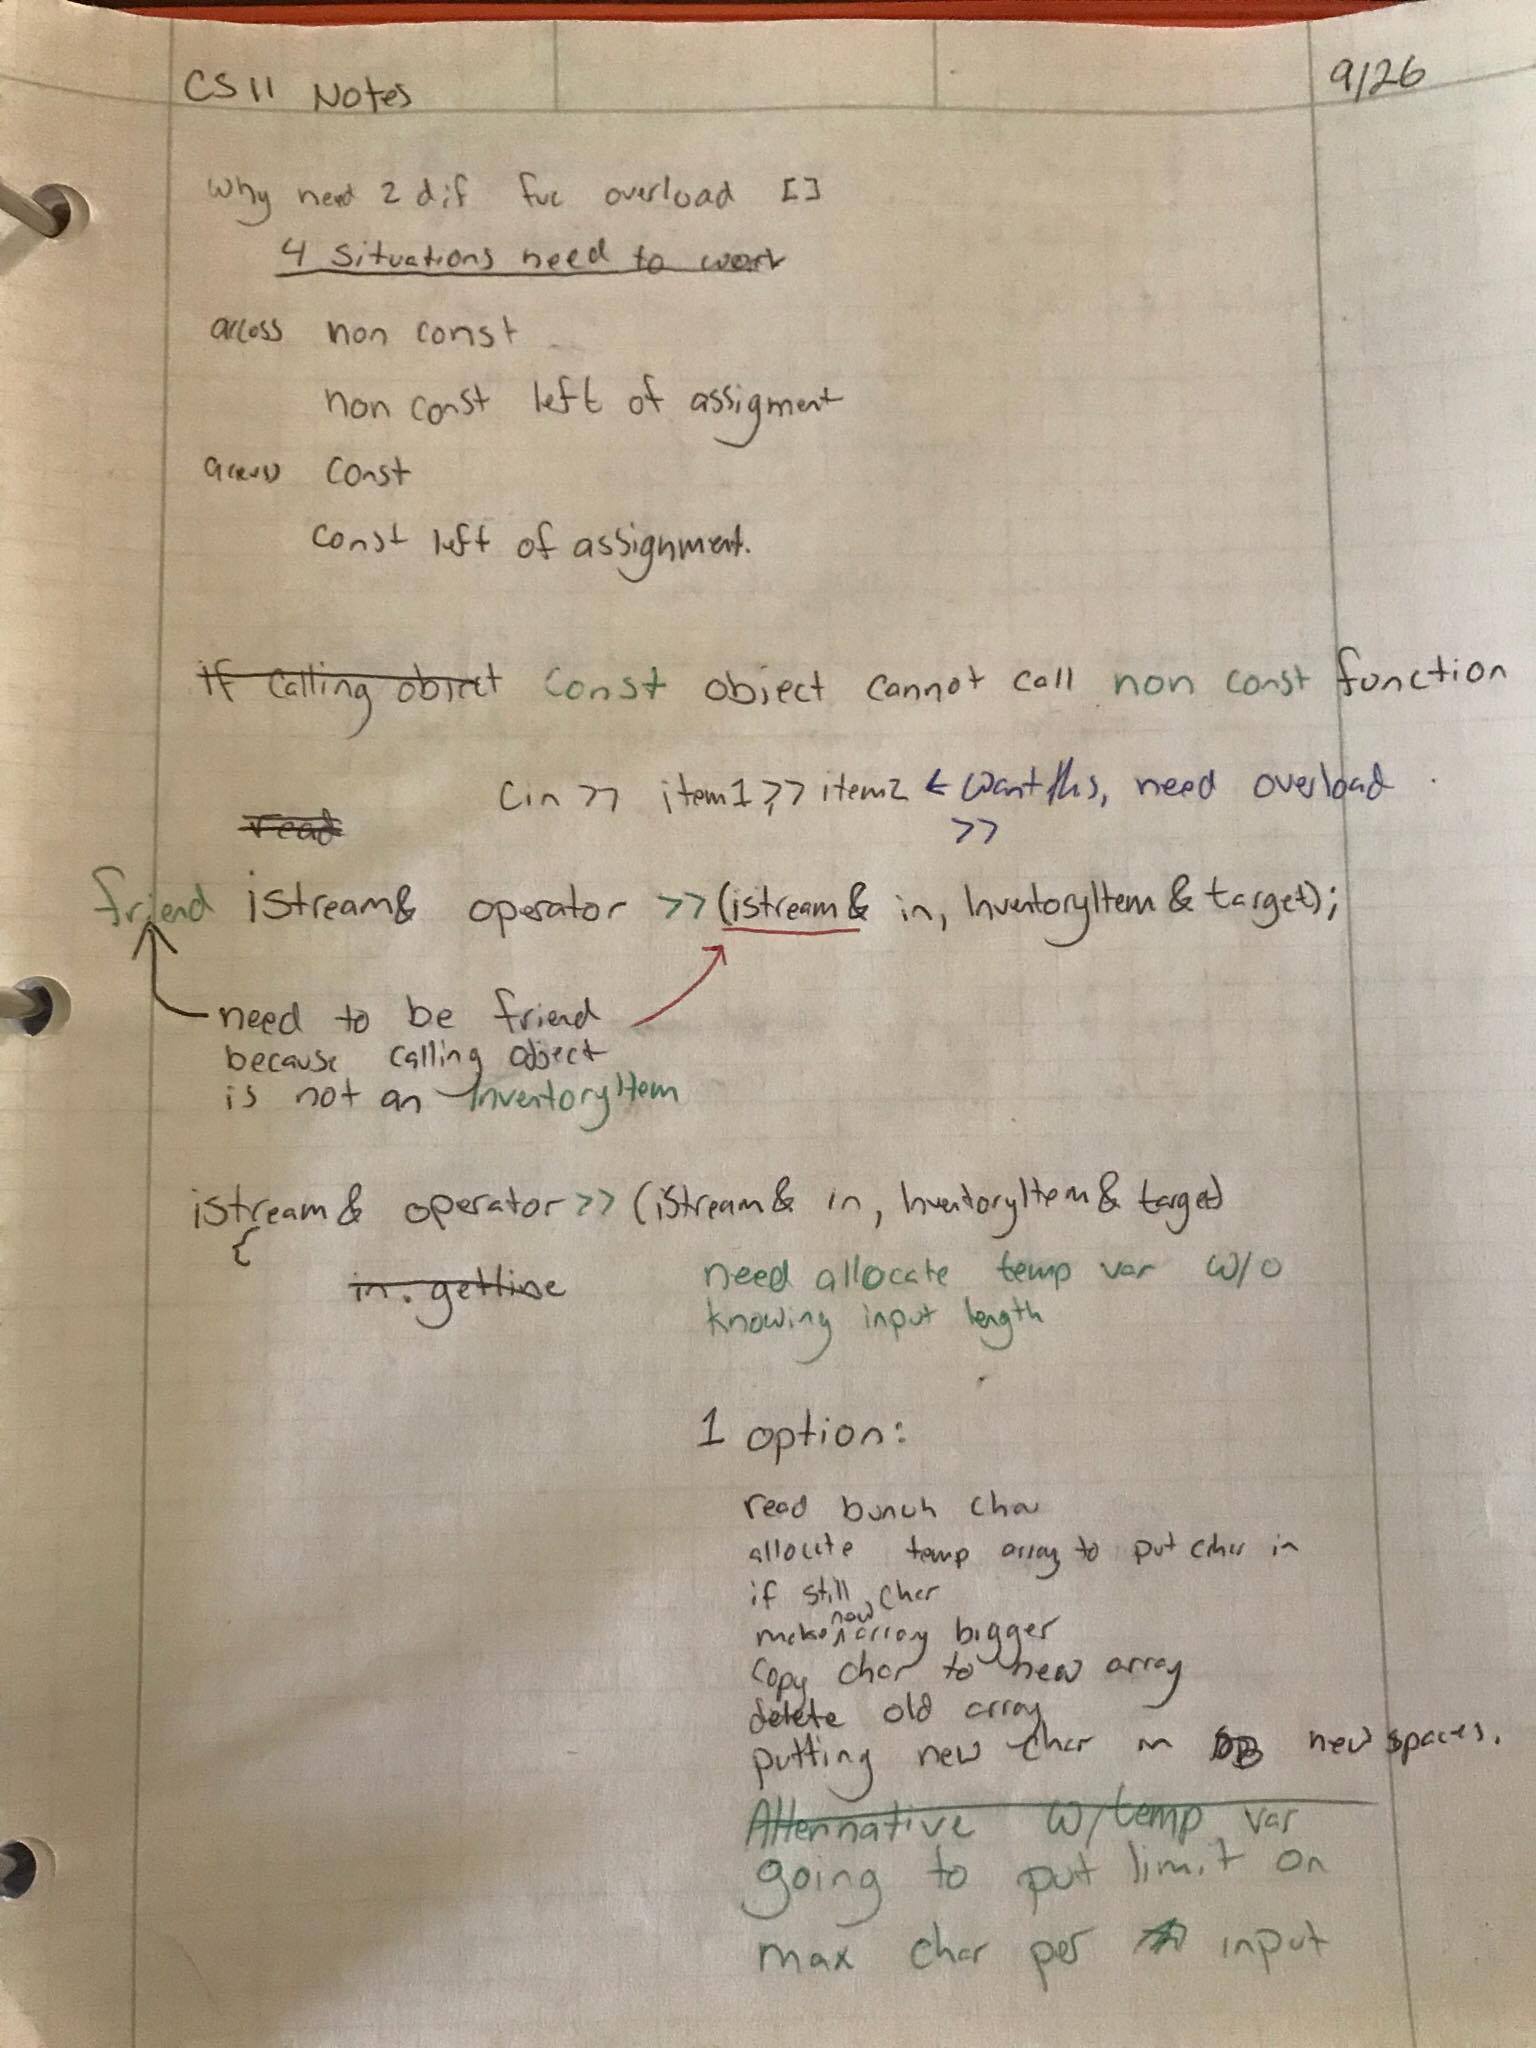 CS 11 Notes
9/26
Why need 2 dif fuc overload []
4 situations need to work
access non const
non const left of assigment
access const
const left of assignment.
If calling object const object cannot call non const function
cin >> item1 >> item2 ← want this, need overload
>>
read
friend istream& operator >> (istream& in, InventoryItem & target);
need to be friend
because calling object
is not an InventoryItem
istream & operator >> (istream & in, InventoryItem & target)
{
in.getline
need allocate temp var w/o
knowing input length
1 option:
read bunch char
allocate temp array to put char in
if still char
make new array bigger
copy char to new array
delete old array
putting new char in new spaces.
Alternative w/ temp var
going to put limit on
max char per input